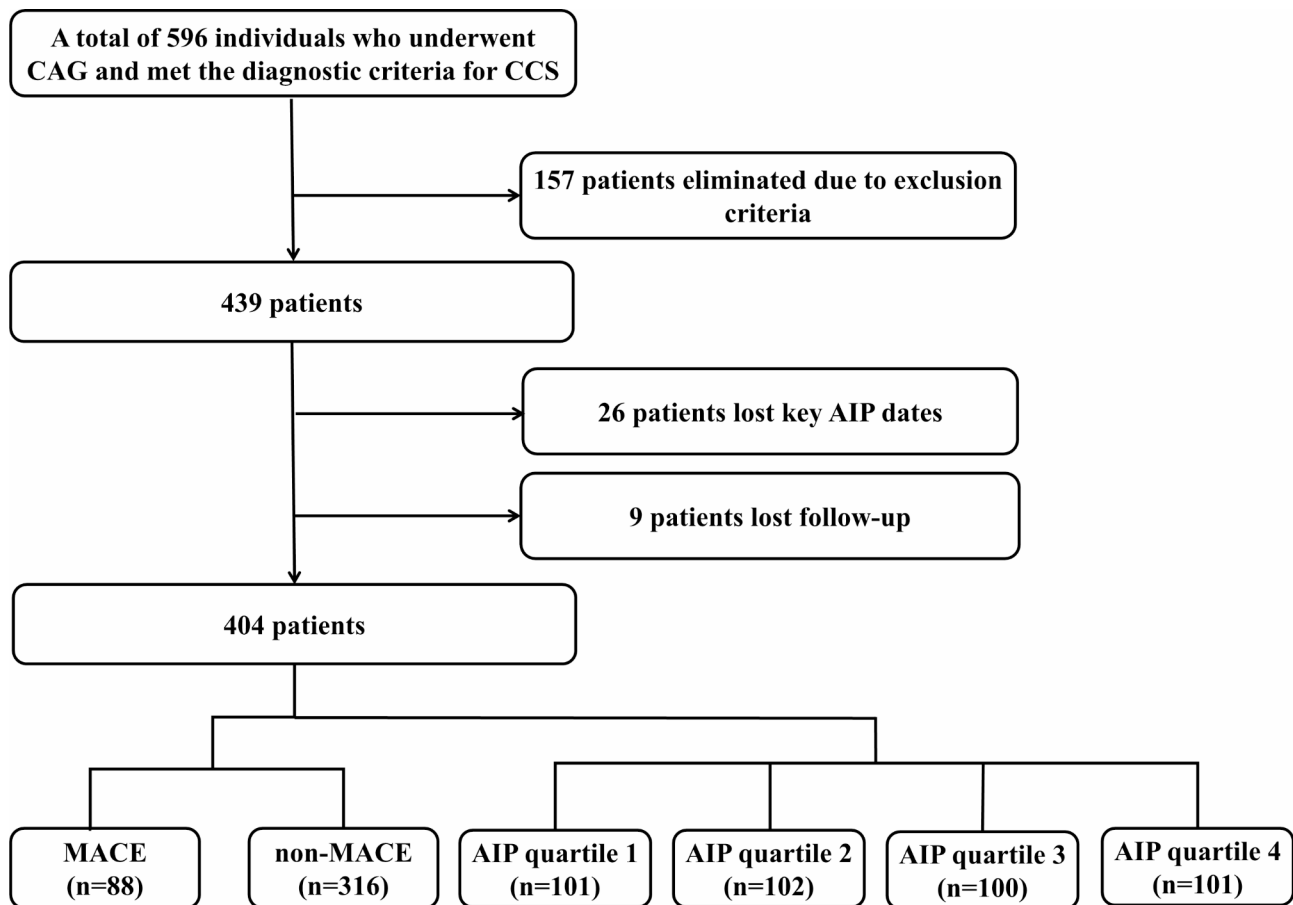 A total of 596 individuals who underwent
CAG and met the diagnostic criteria for CCS
157 patients eliminated due to exclusion
criteria
439 patients
26 patients lost key AIP dates
9 patients lost follow-up
404 patients
MACE
(n=88)
non-MACE
(n=316)
AIP quartile 1
(n=101)
AIP quartile 2
(n=102)
AIP quartile 3
(n=100)
AIP quartile 4
(n=101)